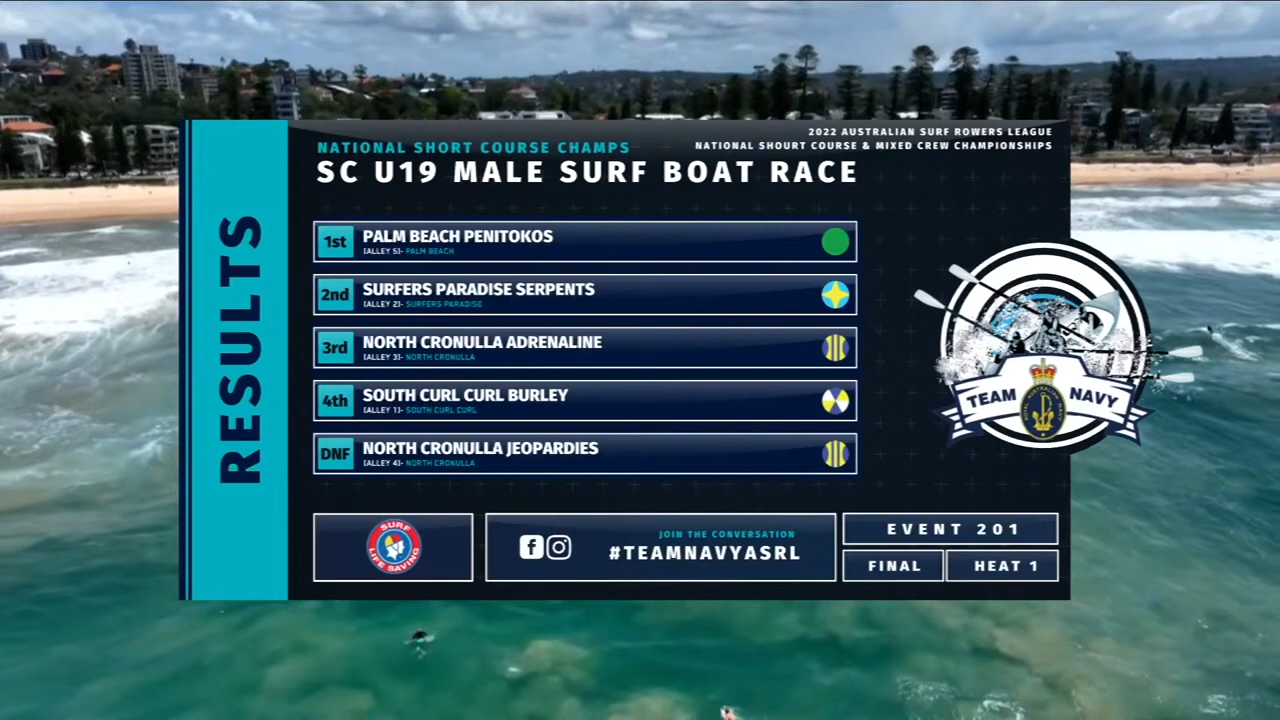 2022 AUSTRALIAN SURF ROWERS LEAGUE
NATIONAL SHOURT COURSE & MIXED CREW CHAMPIONSHIPS
NATIONAL SHORT COURSE CHAMPS
SC U19 MALE SURF BOAT RACE
RESULTS
1st PALM BEACH PENITOKOS
[ALLEY 5]- PALM BEACH
2nd SURFERS PARADISE SERPENTS
[ALLEY 2]- SURFERS PARADISE
3rd NORTH CRONULLA ADRENALINE
[ALLEY 3]- NORTH CRONULLA
4th SOUTH CURL CURL BURLEY
[ALLEY 1]- SOUTH CURL CURL
DNF NORTH CRONULLA JEOPARDIES
[ALLEY 4]- NORTH CRONULLA
TEAM NAVY
ROYAL AUSTRALIAN NAVY
SURF
LIFE SAVING
JOIN THE CONVERSATION
#TEAMNAVYASRL
EVENT 201
FINAL HEAT 1